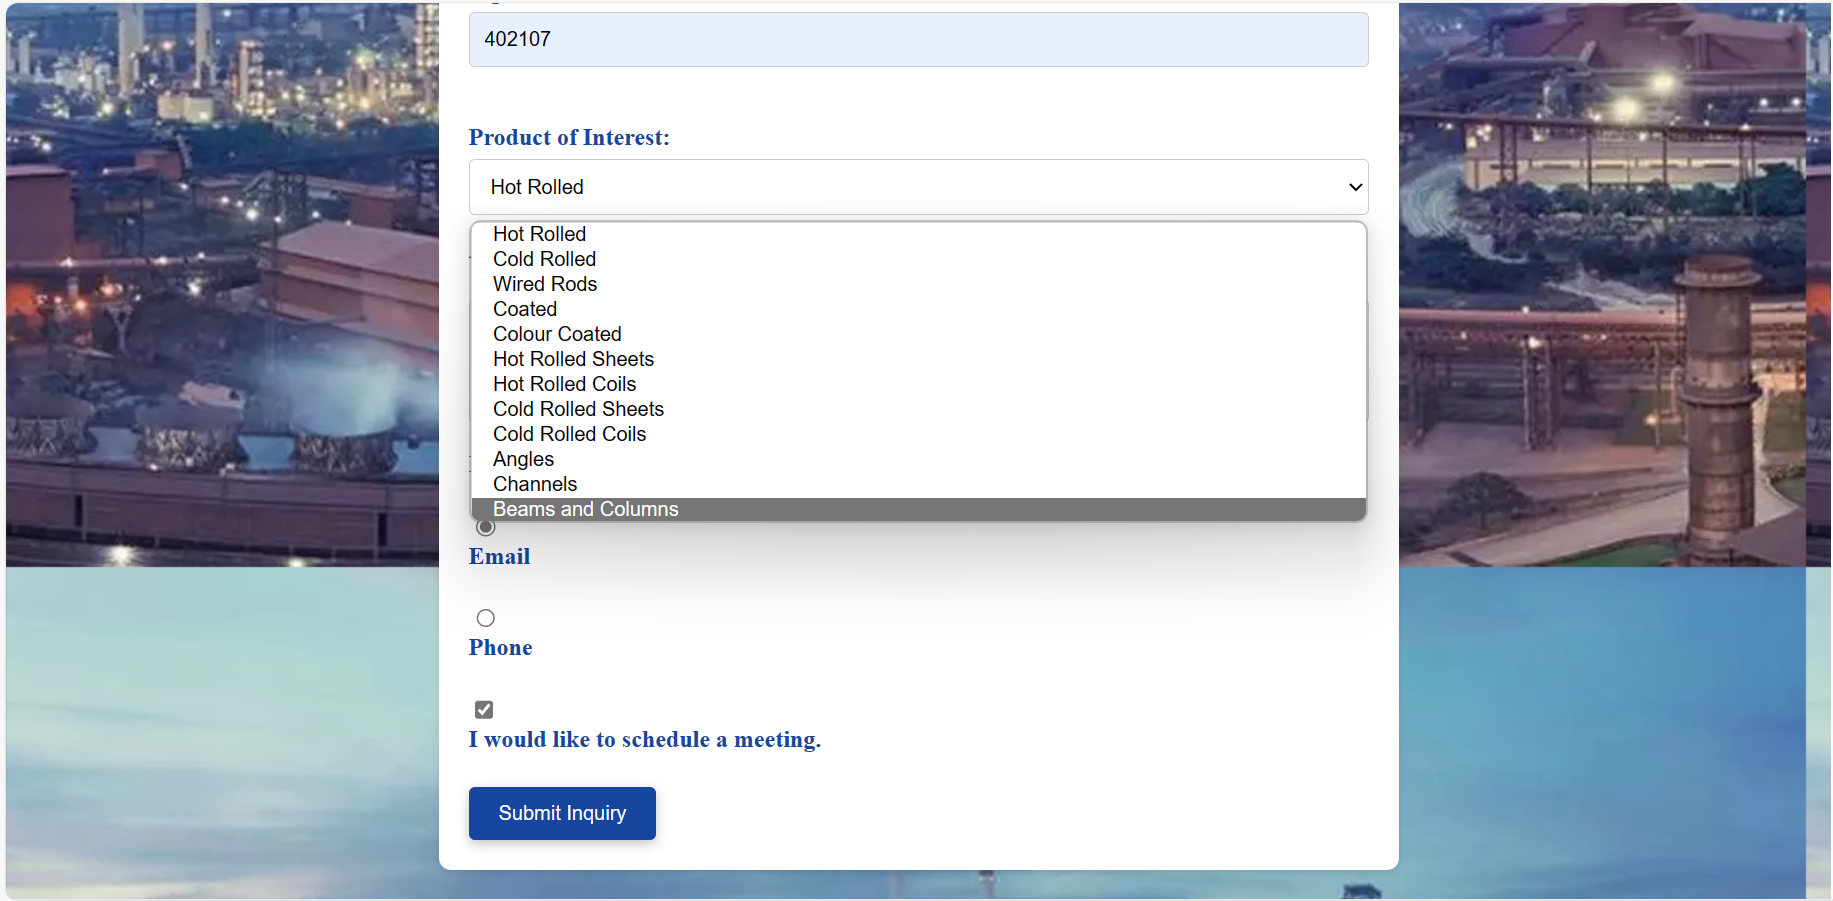 402107
Product of Interest:
Hot Rolled
Hot Rolled
Cold Rolled
Wired Rods
Coated
Colour Coated
Hot Rolled Sheets
Hot Rolled Coils
Cold Rolled Sheets
Cold Rolled Coils
Angles
Channels
Beams and Columns
Email
Phone
I would like to schedule a meeting.
Submit Inquiry